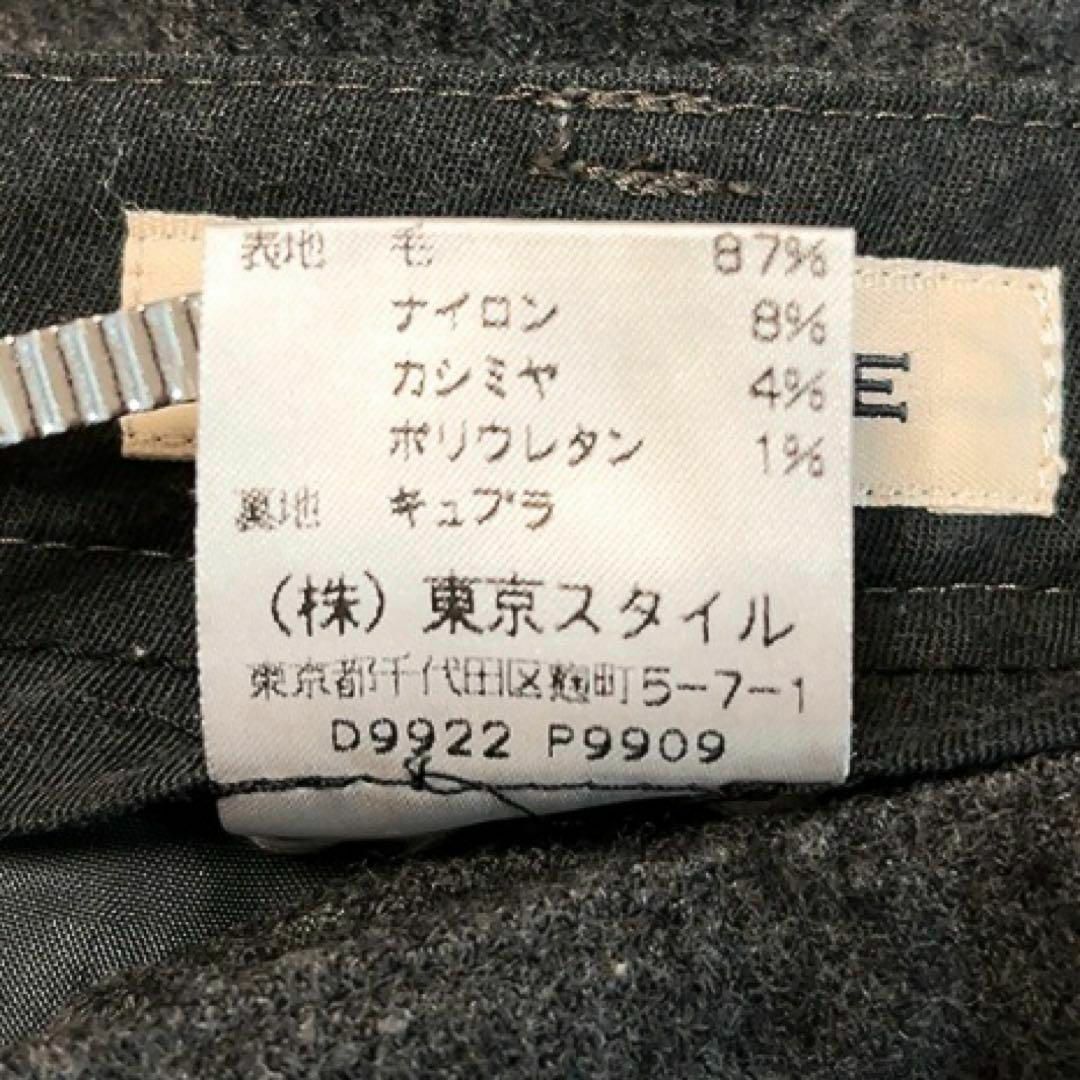 表地 毛 87%
ナイロン 8%
カシミヤ 4%
ポリウレタン 1%
裏地 キュプラ
(株)東京スタイル
東京都千代田区麹町5-7-1
D9922 P9909
E